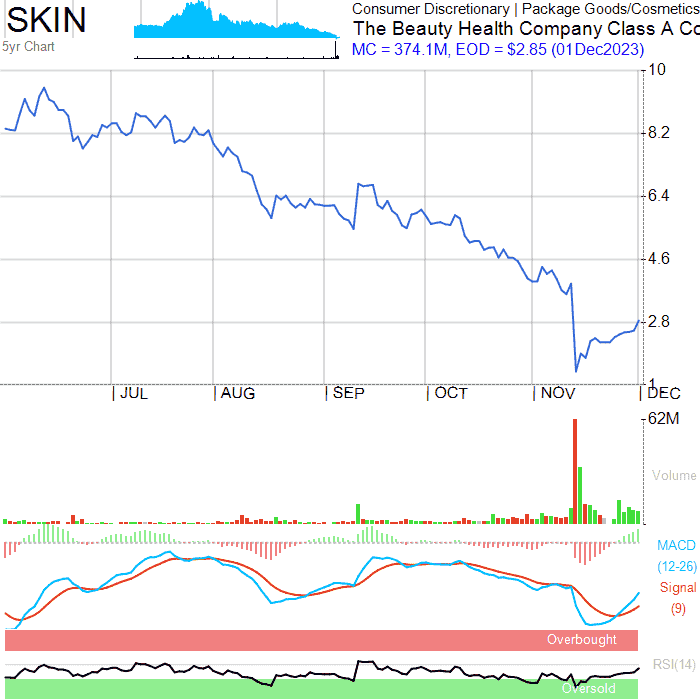 SKIN
5yr Chart
Consumer Discretionary | Package Goods/Cosmetics
The Beauty Health Company Class A Co
MC = 374.1M, EOD = $2.85 (01Dec2023)
10
8.2
6.4
4.6
2.8
1
| JUL | AUG | SEP | OCT | NOV | DEC
62M
Volume
MACD
(12-26)
Signal
(9)
Overbought
RSI(14)
Oversold